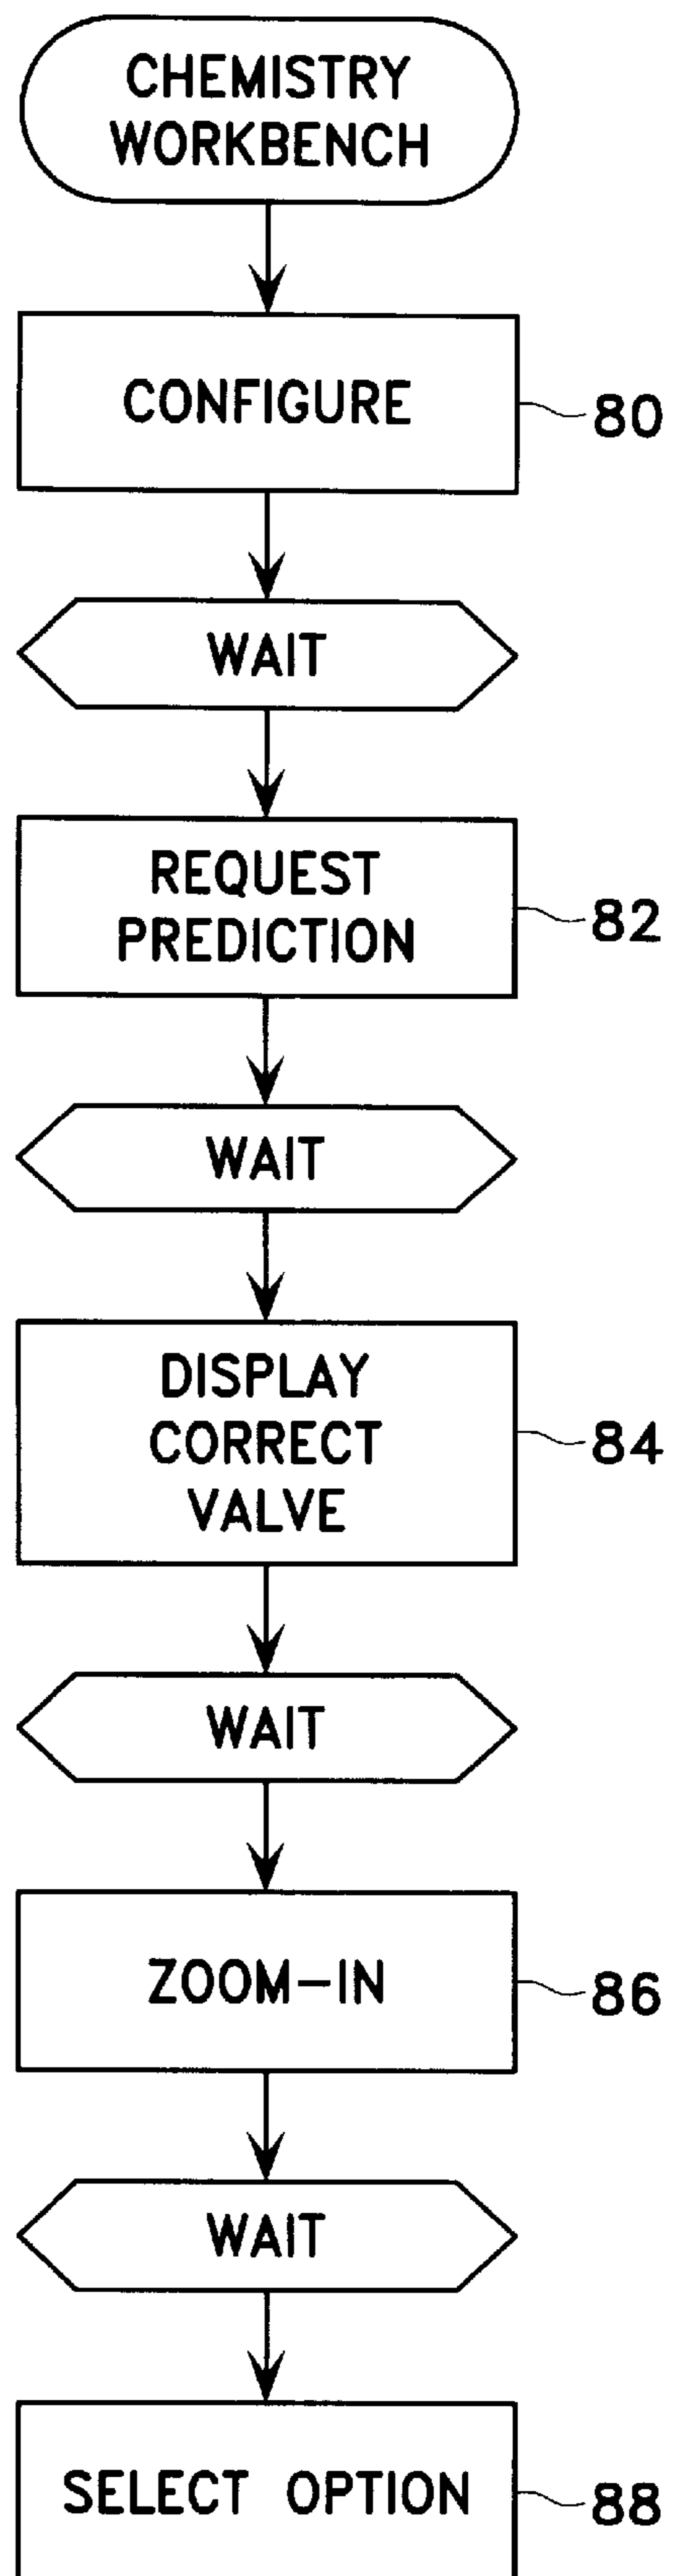 CHEMISTRY
WORKBENCH
CONFIGURE
80
WAIT
REQUEST
PREDICTION
82
WAIT
DISPLAY
CORRECT
VALVE
84
WAIT
ZOOM-IN
86
WAIT
SELECT OPTION
88